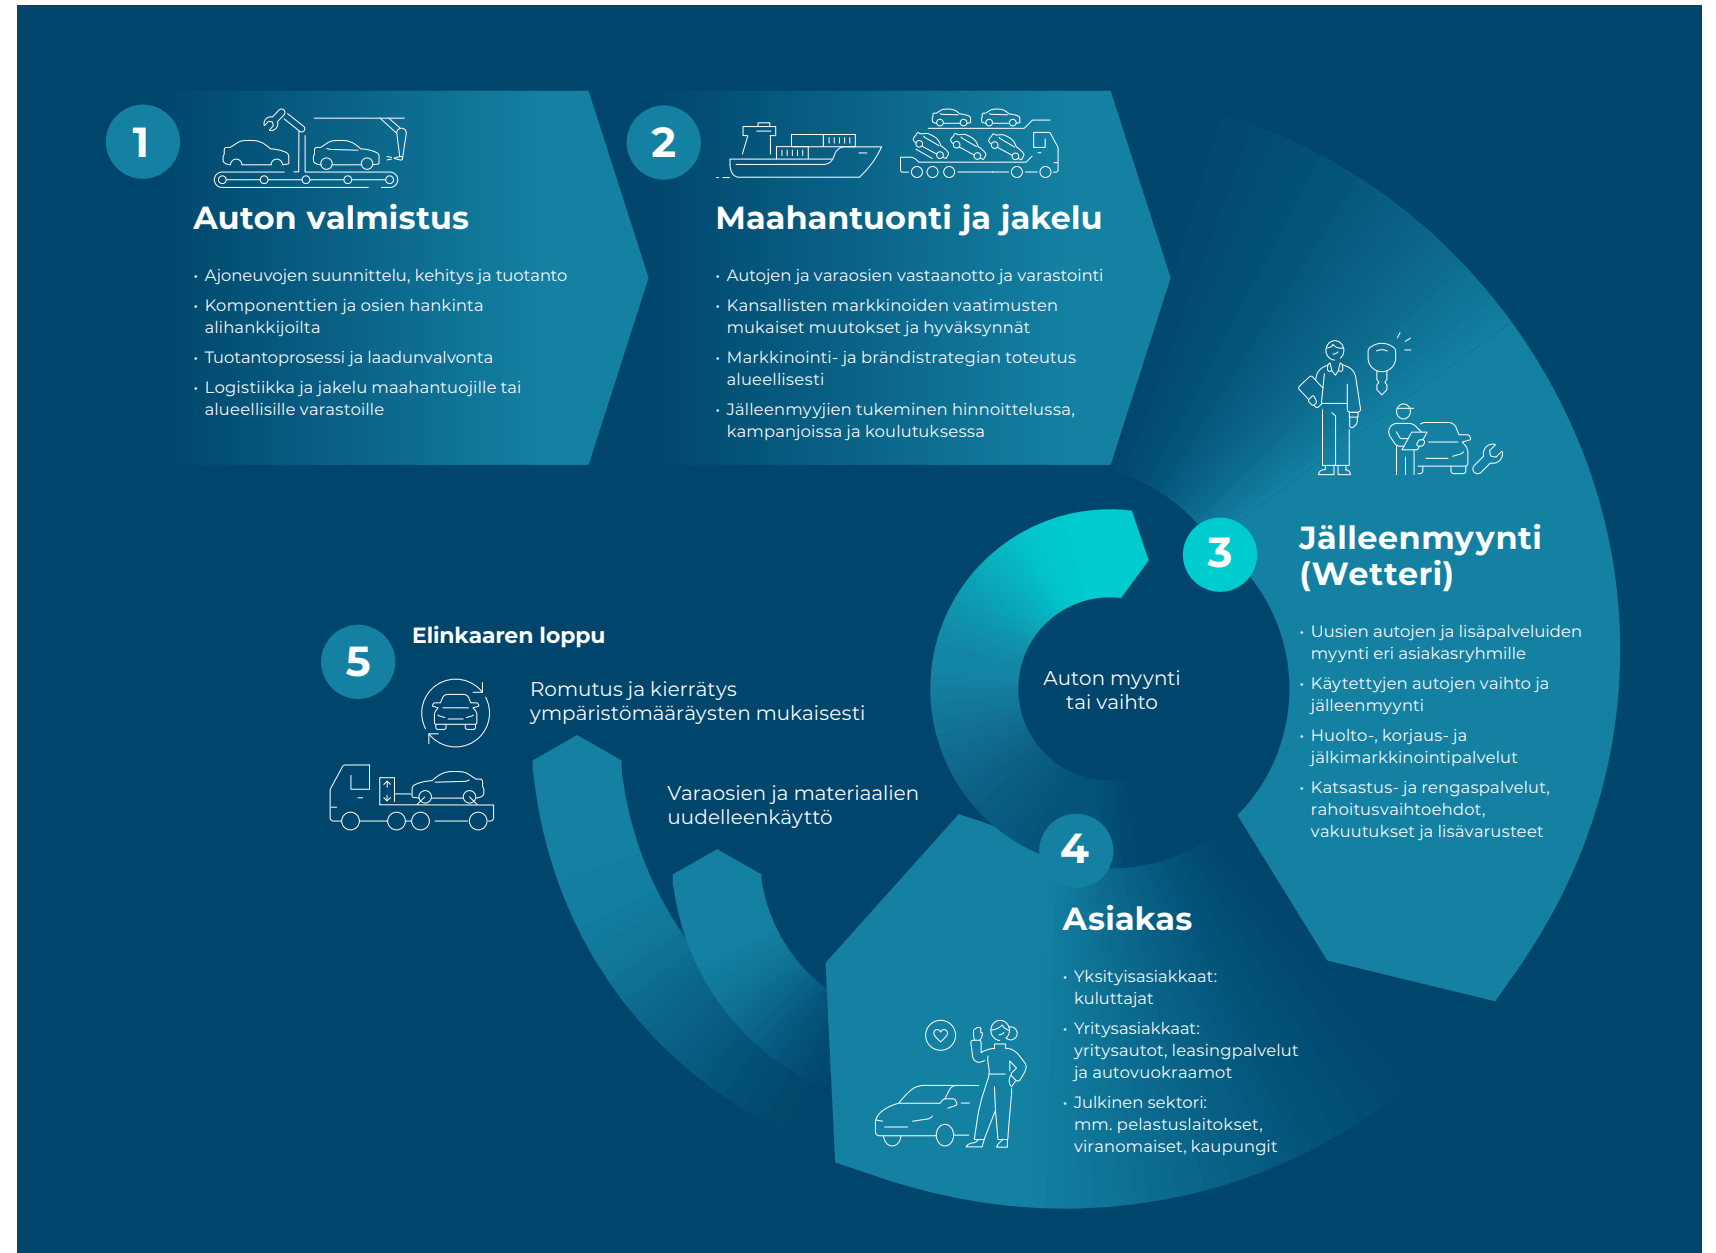 1
Auton valmistus
• Ajoneuvojen suunnittelu, kehitys ja tuotanto
• Komponenttien ja osien hankinta
alihankkijoilta
• Tuotantoprosessi ja laadunvalvonta
• Logistiikka ja jakelu maahantuojille tai
alueellisille varastoille
2
Maahantuonti ja jakelu
• Autojen ja varaosien vastaanotto ja varastointi
• Kansallisten markkinoiden vaatimusten
mukaiset muutokset ja hyväksynnät
• Markkinointi- ja brändistrategian toteutus
alueellisesti
• Jälleenmyyjien tukeminen hinnoittelussa,
kampanjoissa ja koulutuksessa
3
Jälleenmyynti
(Wetteri)
• Uusien autojen ja lisäpalveluiden
myynti eri asiakasryhmille
• Käytettyjen autojen vaihto ja
jälleenmyynti
• Huolto-, korjaus- ja
jälkimarkkinointipalvelut
• Katsastus- ja rengaspalvelut,
rahoitusvaihtoehdot,
vakuutukset ja lisävarusteet
Auton myynti
tai vaihto
4
Asiakas
• Yksityisasiakkaat:
kuluttajat
• Yritysasiakkaat:
yritysautot, leasingpalvelut
ja autovuokraamot
• Julkinen sektori:
mm. pelastuslaitokset,
viranomaiset, kaupungit
5
Elinkaaren loppu
Romutus ja kierrätys
ympäristömääräysten mukaisesti
Varaosien ja materiaalien
uudelleenkäyttö